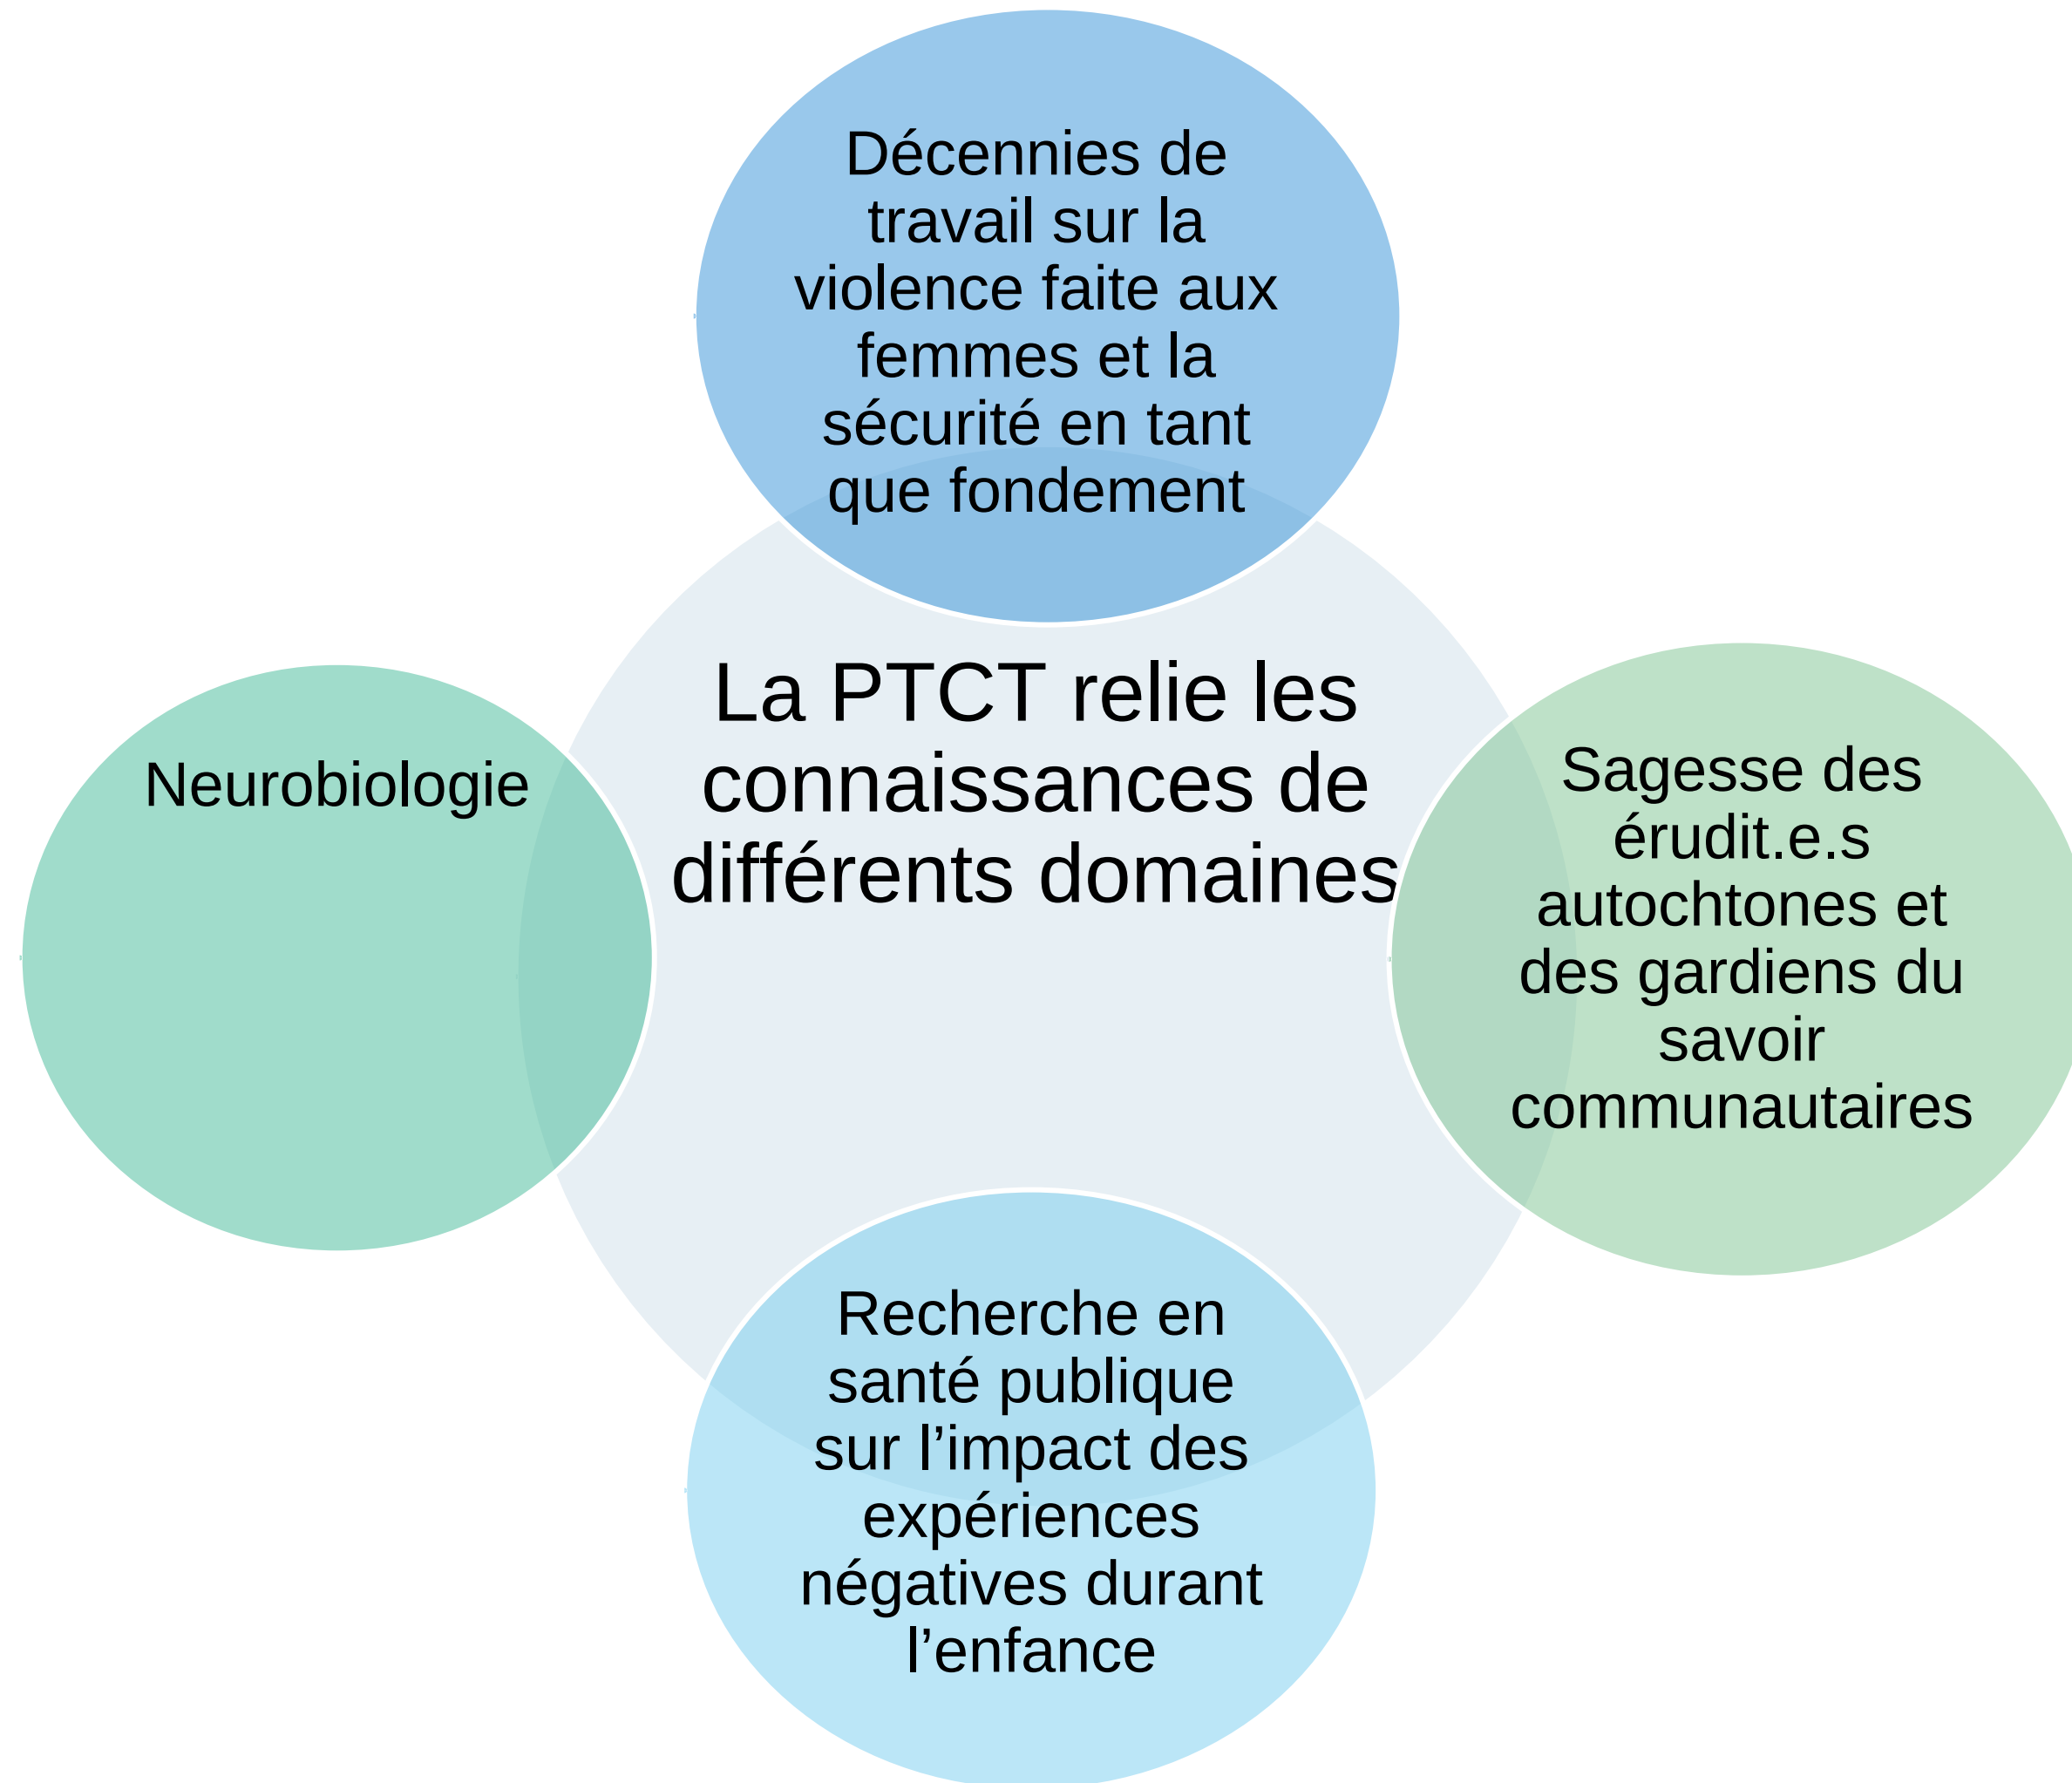 Décennies de
travail sur la
violence faite aux
femmes et la
sécurité en tant
que fondement
La PTCT relie les
connaissances de
différents domaines
Neurobiologie
Sagesse des
érudit.e.s
autochtones et
des gardiens du
savoir
communautaires
Recherche en
santé publique
sur l’impact des
expériences
négatives durant
l’enfance